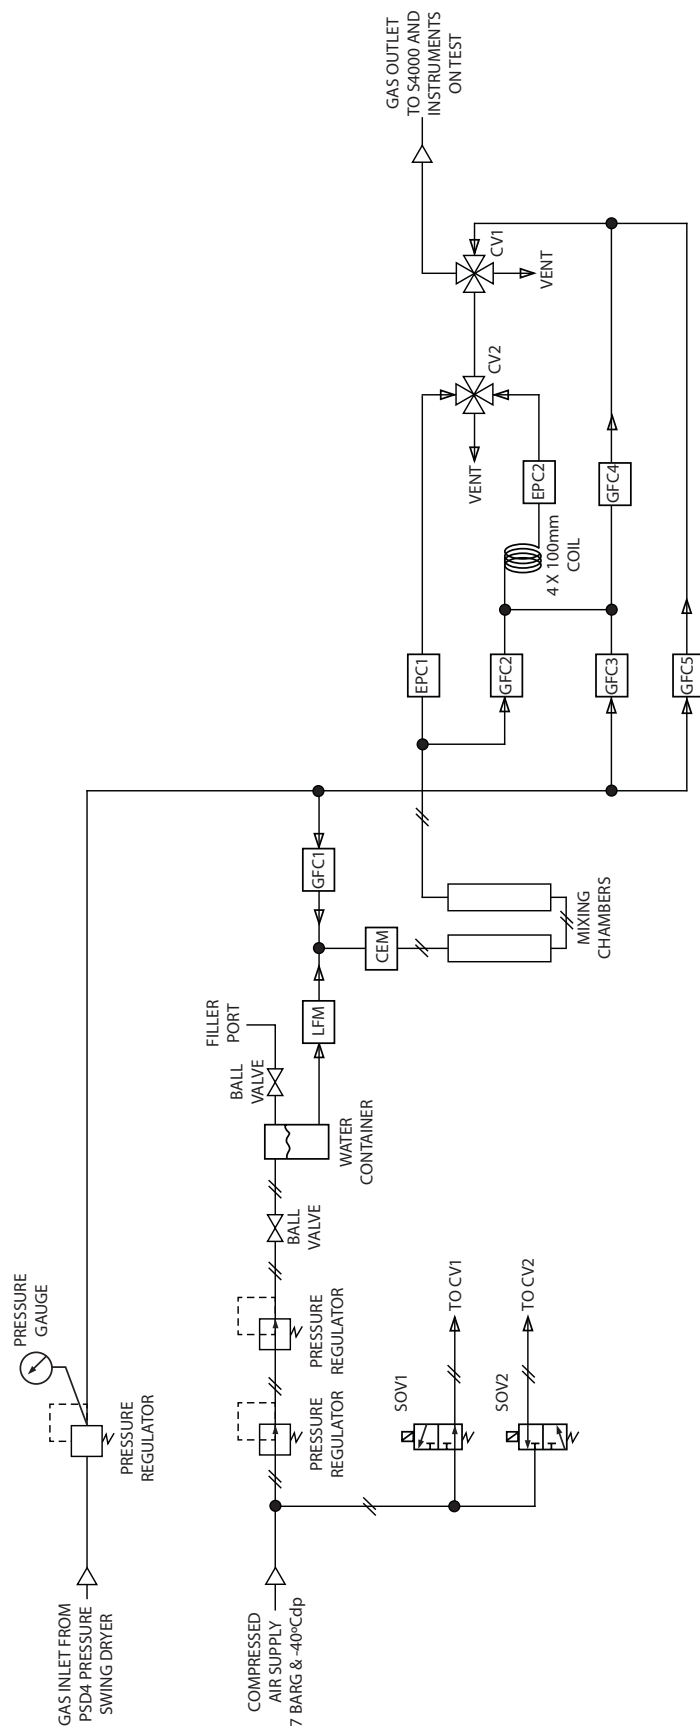 GAS INLET FROM
PSD4 PRESSURE
SWING DRYER
PRESSURE
REGULATOR
PRESSURE
GAUGE
COMPRESSED
AIR SUPPLY
7 BARG & -40°Cdp
PRESSURE
REGULATOR
PRESSURE
REGULATOR
BALL
VALVE
WATER
CONTAINER
BALL
VALVE
FILLER
PORT
SOV1
TO CV1
SOV2
TO CV2
LFM
GFC1
CEM
MIXING
CHAMBERS
EPC1
GFC2
GFC3
GFC5
4 X 100mm
COIL
EPC2
GFC4
VENT
CV2
CV1
VENT
GAS OUTLET
TO S4000 AND
INSTRUMENTS
ON TEST